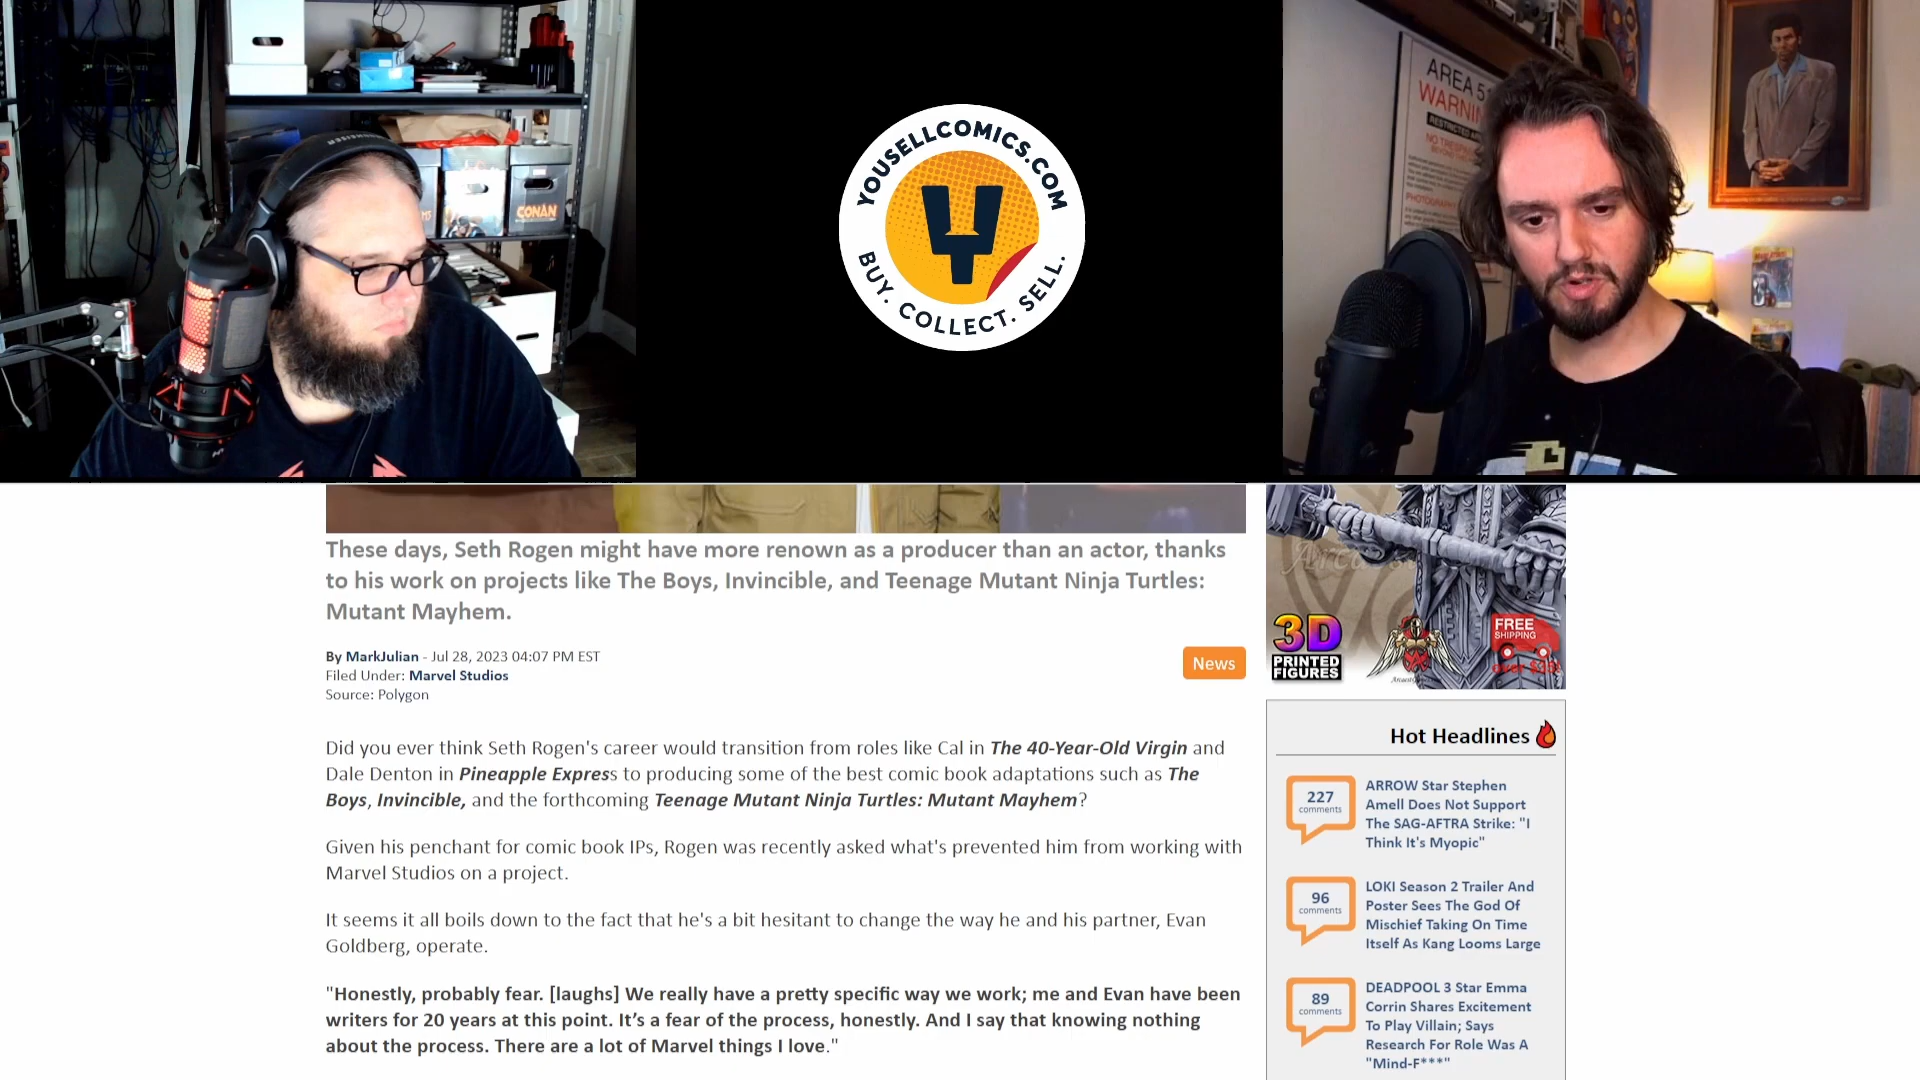 SENNHEISER
CONAN
YOUSELLCOMICS.COM
BUY. COLLECT. SELL.
AREA 51
WARNIN
RESTRICTED AR
NO TRESPAS
PHOTOGRAPH
These days, Seth Rogen might have more renown as a producer than an actor, thanks
to his work on projects like The Boys, Invincible, and Teenage Mutant Ninja Turtles:
Mutant Mayhem.
By MarkJulian - Jul 28, 2023 04:07 PM EST
Filed Under: Marvel Studios
Source: Polygon
News
Did you ever think Seth Rogen's career would transition from roles like Cal in The 40-Year-Old Virgin and
Dale Denton in Pineapple Express to producing some of the best comic book adaptations such as The
Boys, Invincible, and the forthcoming Teenage Mutant Ninja Turtles: Mutant Mayhem?
Given his penchant for comic book IPs, Rogen was recently asked what's prevented him from working with
Marvel Studios on a project.
It seems it all boils down to the fact that he's a bit hesitant to change the way he and his partner, Evan
Goldberg, operate.
"Honestly, probably fear. [laughs] We really have a pretty specific way we work; me and Evan have been
writers for 20 years at this point. It’s a fear of the process, honestly. And I say that knowing nothing
about the process. There are a lot of Marvel things I love."
3D
PRINTED
FIGURES
FREE
SHIPPING
Hot Headlines
227
comments
ARROW Star Stephen
Amell Does Not Support
The SAG-AFTRA Strike: "I
Think It's Myopic"
96
comments
LOKI Season 2 Trailer And
Poster Sees The God Of
Mischief Taking On Time
Itself As Kang Looms Large
89
comments
DEADPOOL 3 Star Emma
Corrin Shares Excitement
To Play Villain; Says
Research For Role Was A
"Mind-F***"